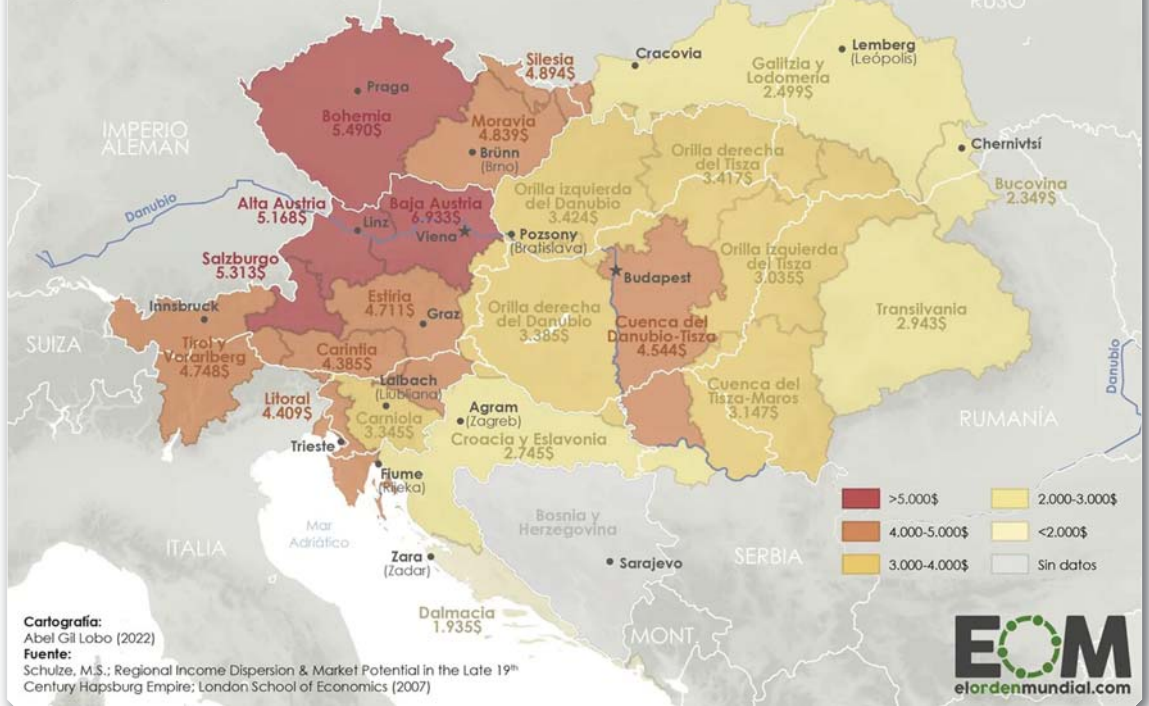 RUSO
Cracovia
Lemberg
(Leópolis)
Silesia
4.894$
Galitzia y
Lodomeria
2.499$
Praga
Bohemia
5.490$
Moravia
4.839$
Brünn
(Brno)
IMPERIO
ALEMÁN
Chernivtsí
Orilla derecha
del Tisza
3.417$
Bucovina
2.349$
Orilla izquierda
del Danubio
3.424$
Danubio
Alta Austria
5.168$
Linz
Baja Austria
6.933$
Viena
Pozsony
(Bratislava)
Salzburgo
5.313$
Orilla izquierda
del Tisza
3.035$
Budapest
Innsbruck
Estiria
4.711$
Graz
Orilla derecha
del Danubio
3.385$
Transilvania
2.943$
Cuenca del
Danubio-Tisza
4.544$
SUIZA
Tirol y
Vorarlberg
4.748$
Carintia
4.385$
Danubio
Laibach
(Liubliana)
Cuenca del
Tisza-Maros
3.147$
Litoral
4.409$
Carniola
3.345$
Agram
(Zagreb)
RUMANÍA
Croacia y Eslavonia
2.745$
Trieste
Fiume
(Rijeka)
>5.000$
4.000-5.000$
3.000-4.000$
2.000-3.000$
<2.000$
Sin datos
Bosnia y
Herzegovina
Mar
Adriático
ITALIA
SERBIA
Zara
(Zadar)
Sarajevo
Dalmacia
1.935$
MONT.
Cartografía:
Abel Gil Lobo (2022)
Fuente:
Schulze, M.S.; Regional Income Dispersion & Market Potential in the Late 19th
Century Hapsburg Empire; London School of Economics (2007)
EOM
elordenmundial.com